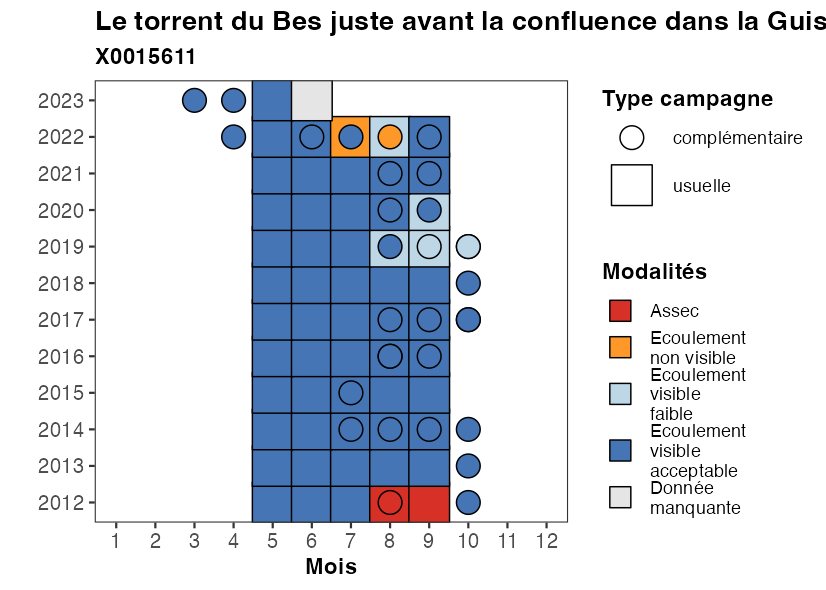 Le torrent du Bes juste avant la confluence dans la Guis
X0015611
2023
2022
2021
2020
2019
2018
2017
2016
2015
2014
2013
2012
1 2 3 4 5 6 7 8 9 10 11 12
Mois
Type campagne
complémentaire
usuelle
Modalités
Assec
Ecoulement
non visible
Ecoulement
visible
faible
Ecoulement
visible
acceptable
Donnée
manquante